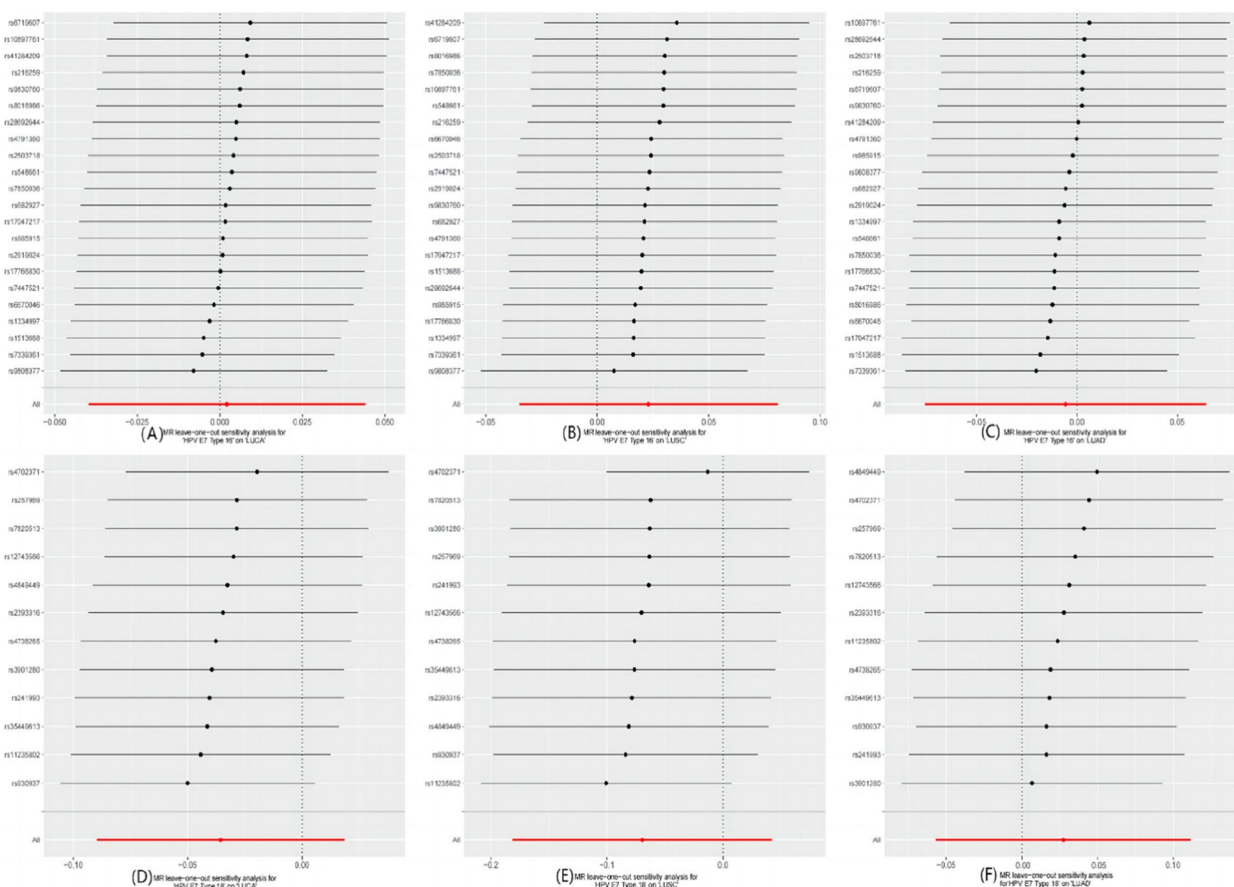 rs6719607
rs10897761
rs41284209
rs216259
rs9830760
rs8016986
rs28692644
rs4791360
rs2503718
rs548661
rs7850836
rs682927
rs17047217
rs985915
rs2919024
rs17766830
rs7447521
rs6670046
rs1334997
rs1513688
rs7339361
rs9808377
All
−0.050
−0.025
0.000
0.025
0.050
(A)
MR leave−one−out sensitivity analysis for
'HPV E7 Type 16' on 'LUCA'
rs41284209
rs6719607
rs8016986
rs7850836
rs10897761
rs548661
rs216259
rs6670046
rs2503718
rs7447521
rs2919024
rs9830760
rs682927
rs4791360
rs17047217
rs1513688
rs28692644
rs985915
rs17766830
rs1334997
rs7339361
rs9808377
All
−0.05
0.00
0.05
0.10
(B)
MR leave−one−out sensitivity analysis for
'HPV E7 Type 16' on 'LUSC'
rs10897761
rs28692644
rs2503718
rs216259
rs6719607
rs9830760
rs41284209
rs4791360
rs985915
rs9808377
rs682927
rs2919024
rs1334997
rs548661
rs7850836
rs17766830
rs7447521
rs8016986
rs6670046
rs17047217
rs1513688
rs7339361
All
−0.05
0.00
0.05
(C)
MR leave−one−out sensitivity analysis for
'HPV E7 Type 16' on 'LUAD'
rs4702371
rs257969
rs7820513
rs12743566
rs4849449
rs2393316
rs4738265
rs3901280
rs241993
rs35449613
rs11235802
rs930937
All
−0.10
−0.05
0.00
(D)
MR leave−one−out sensitivity analysis for
'HPV E7 Type 18' on 'LUCA'
rs4702371
rs7820513
rs3901280
rs257969
rs241993
rs12743566
rs4738265
rs35449613
rs2393316
rs4849449
rs930937
rs11235802
All
−0.2
−0.1
0.0
(E)
MR leave−one−out sensitivity analysis for
'HPV E7 Type 18' on 'LUSC'
rs4849449
rs4702371
rs257969
rs7820513
rs12743566
rs2393316
rs11235802
rs4738265
rs35449613
rs930937
rs241993
rs3901280
All
−0.05
0.00
0.05
0.10
(F)
MR leave−one−out sensitivity analysis
for'HPV E7 Type 18' on 'LUAD'